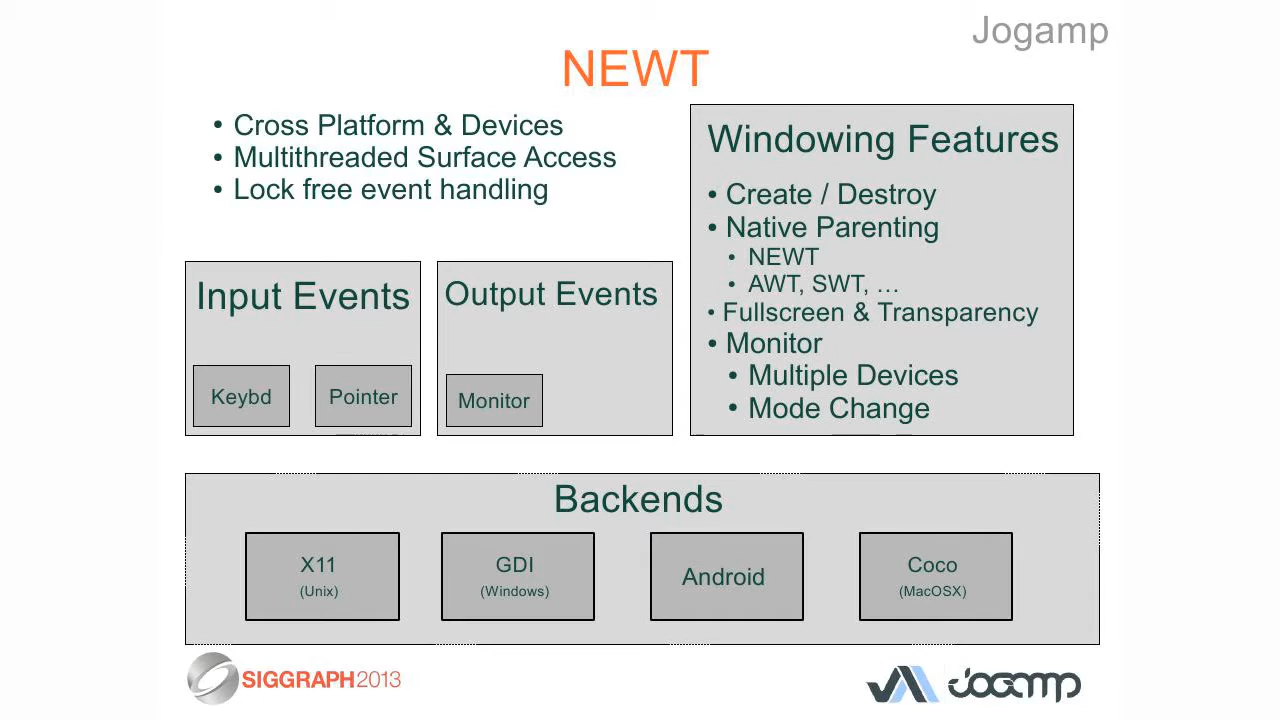 Jogamp
NEWT
• Cross Platform & Devices
• Multithreaded Surface Access
• Lock free event handling
Windowing Features
• Create / Destroy
• Native Parenting
• NEWT
• AWT, SWT, …
• Fullscreen & Transparency
• Monitor
• Multiple Devices
• Mode Change
Input Events
Keybd
Pointer
Output Events
Monitor
Backends
X11
(Unix)
GDI
(Windows)
Android
Coco
(MacOSX)
SIGGRAPH2013
JOGAMP